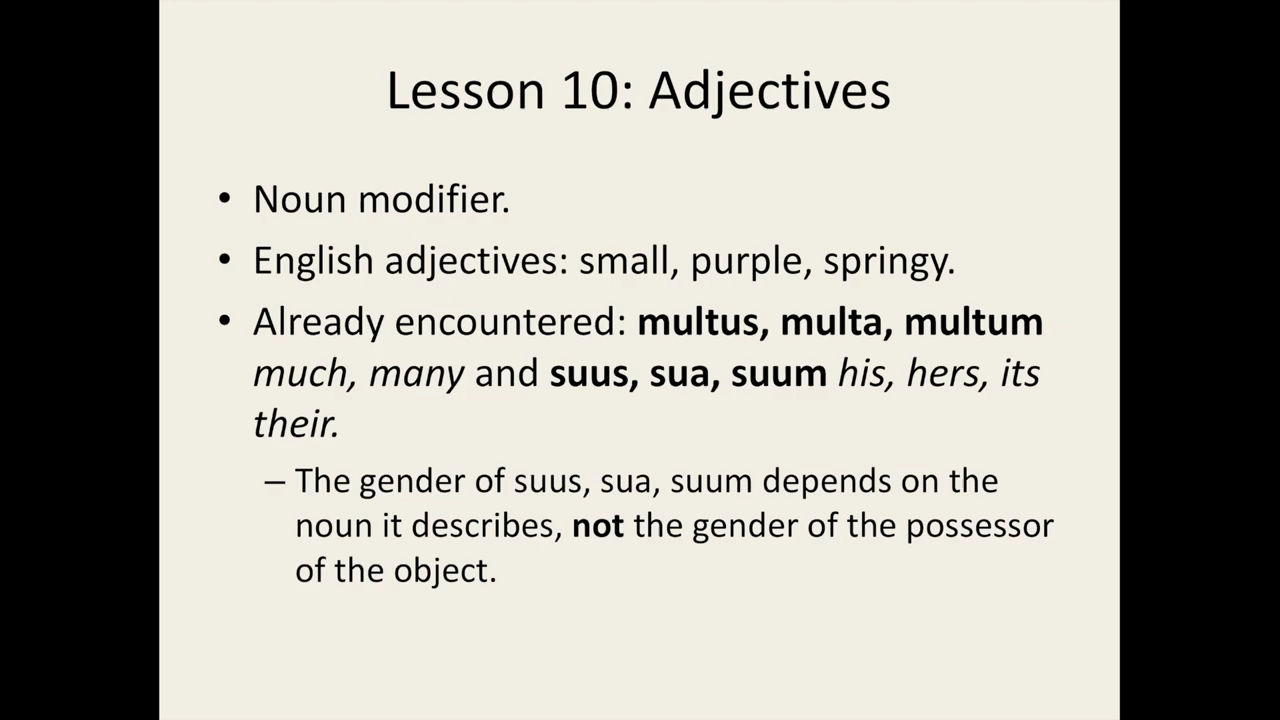 Lesson 10: Adjectives
• Noun modifier.
• English adjectives: small, purple, springy.
• Already encountered: multus, multa, multum
much, many and suus, sua, suum his, hers, its
their.
– The gender of suus, sua, suum depends on the
noun it describes, not the gender of the possessor
of the object.